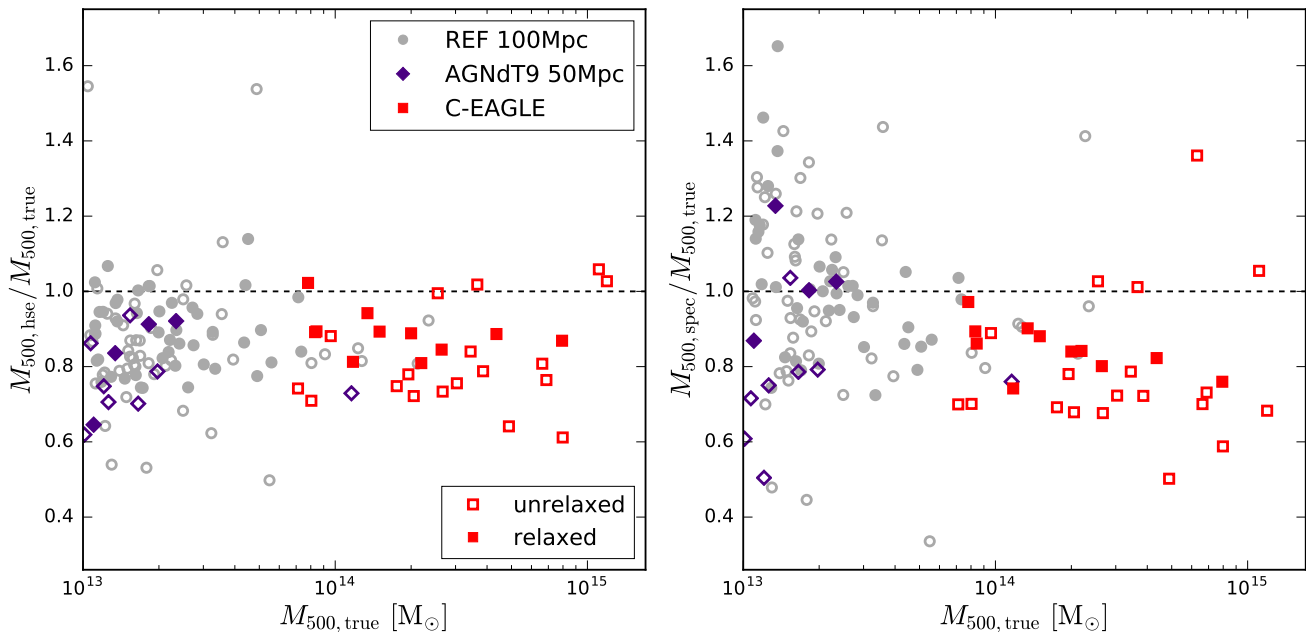 1.6
1.4
1.2
1.0
0.8
0.6
0.4
M500,hse/M500,true
REF 100Mpc
AGNdT9 50Mpc
C-EAGLE
unrelaxed
relaxed
10^13
10^14
10^15
M500,true [M⊙]
1.6
1.4
1.2
1.0
0.8
0.6
0.4
M500,spec/M500,true
10^13
10^14
10^15
M500,true [M⊙]